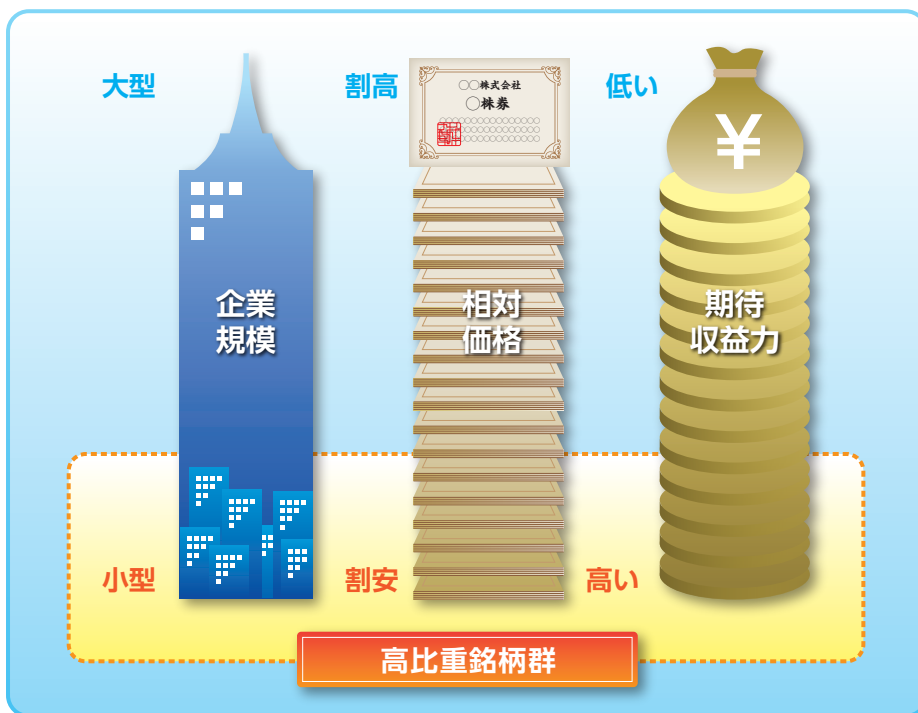 大型
割高
低い
○○株式会社
○株券
¥
企業
規模
相対
価格
期待
収益力
小型
割安
高い
高比重銘柄群